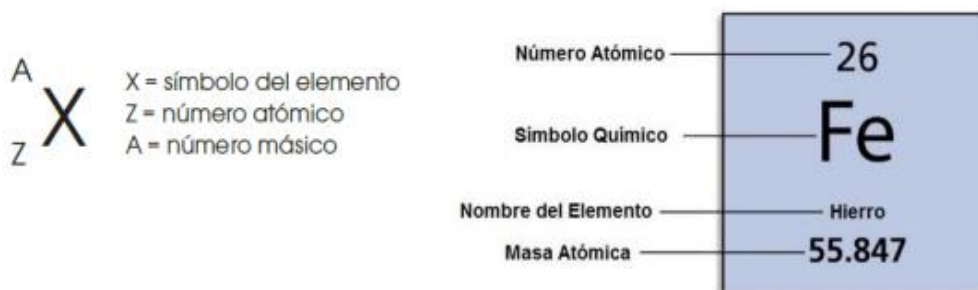 A
X
Z
X = símbolo del elemento
Z = número atómico
A = número másico
Número Atómico
26
Simbolo Químico
Fe
Nombre del Elemento
Hierro
Masa Atómica
55.847